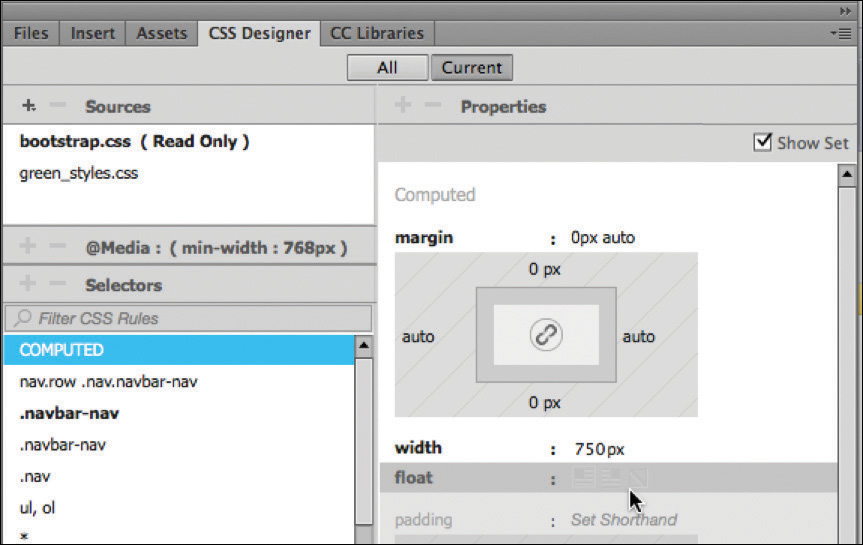 Files Insert Assets CSS Designer CC Libraries
All Current
Sources
bootstrap.css ( Read Only )
green_styles.css
@Media : ( min-width : 768px )
Selectors
Filter CSS Rules
COMPUTED
nav.row .nav.navbar-nav
.navbar-nav
.navbar-nav
.nav
ul, ol
*
Properties
Show Set
Computed
margin : 0px auto
0 px
auto auto
0 px
width : 750px
float :
padding : Set Shorthand